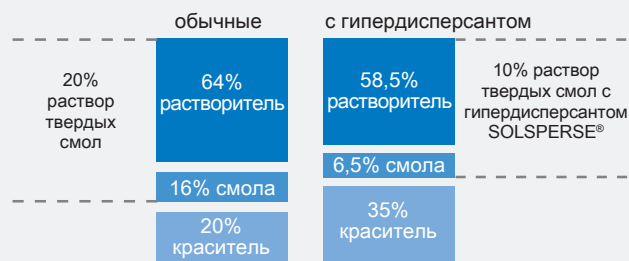 обычные
с гипердисперсантом
20%
раствор
твердых
смол
64%
растворитель
16% смола
20%
краситель
58,5%
растворитель
6,5% смола
35%
краситель
10% раствор
твердых смол с
гипердисперсантом
SOLSPERSE®